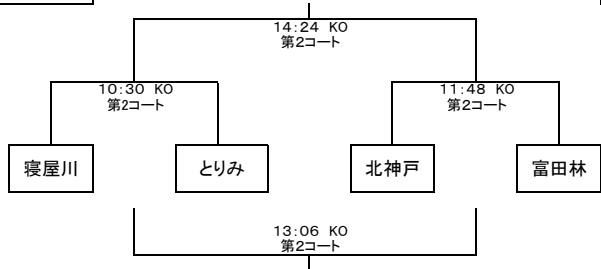 14:24 KO
第2コート
10:30 KO
第2コート
11:48 KO
第2コート
寝屋川
とりみ
北神戸
富田林
13:06 KO
第2コート